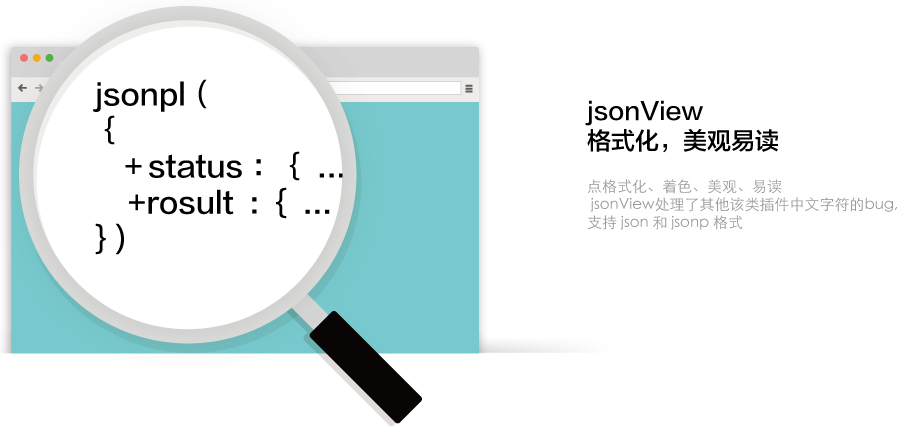 jsonpl (
{
+ status : { ...
+rosult : { ...
} )
jsonView
格式化，美观易读
点格式化、着色、美观、易读
jsonView处理了其他该类插件中文字符的bug,
支持 json 和 jsonp 格式